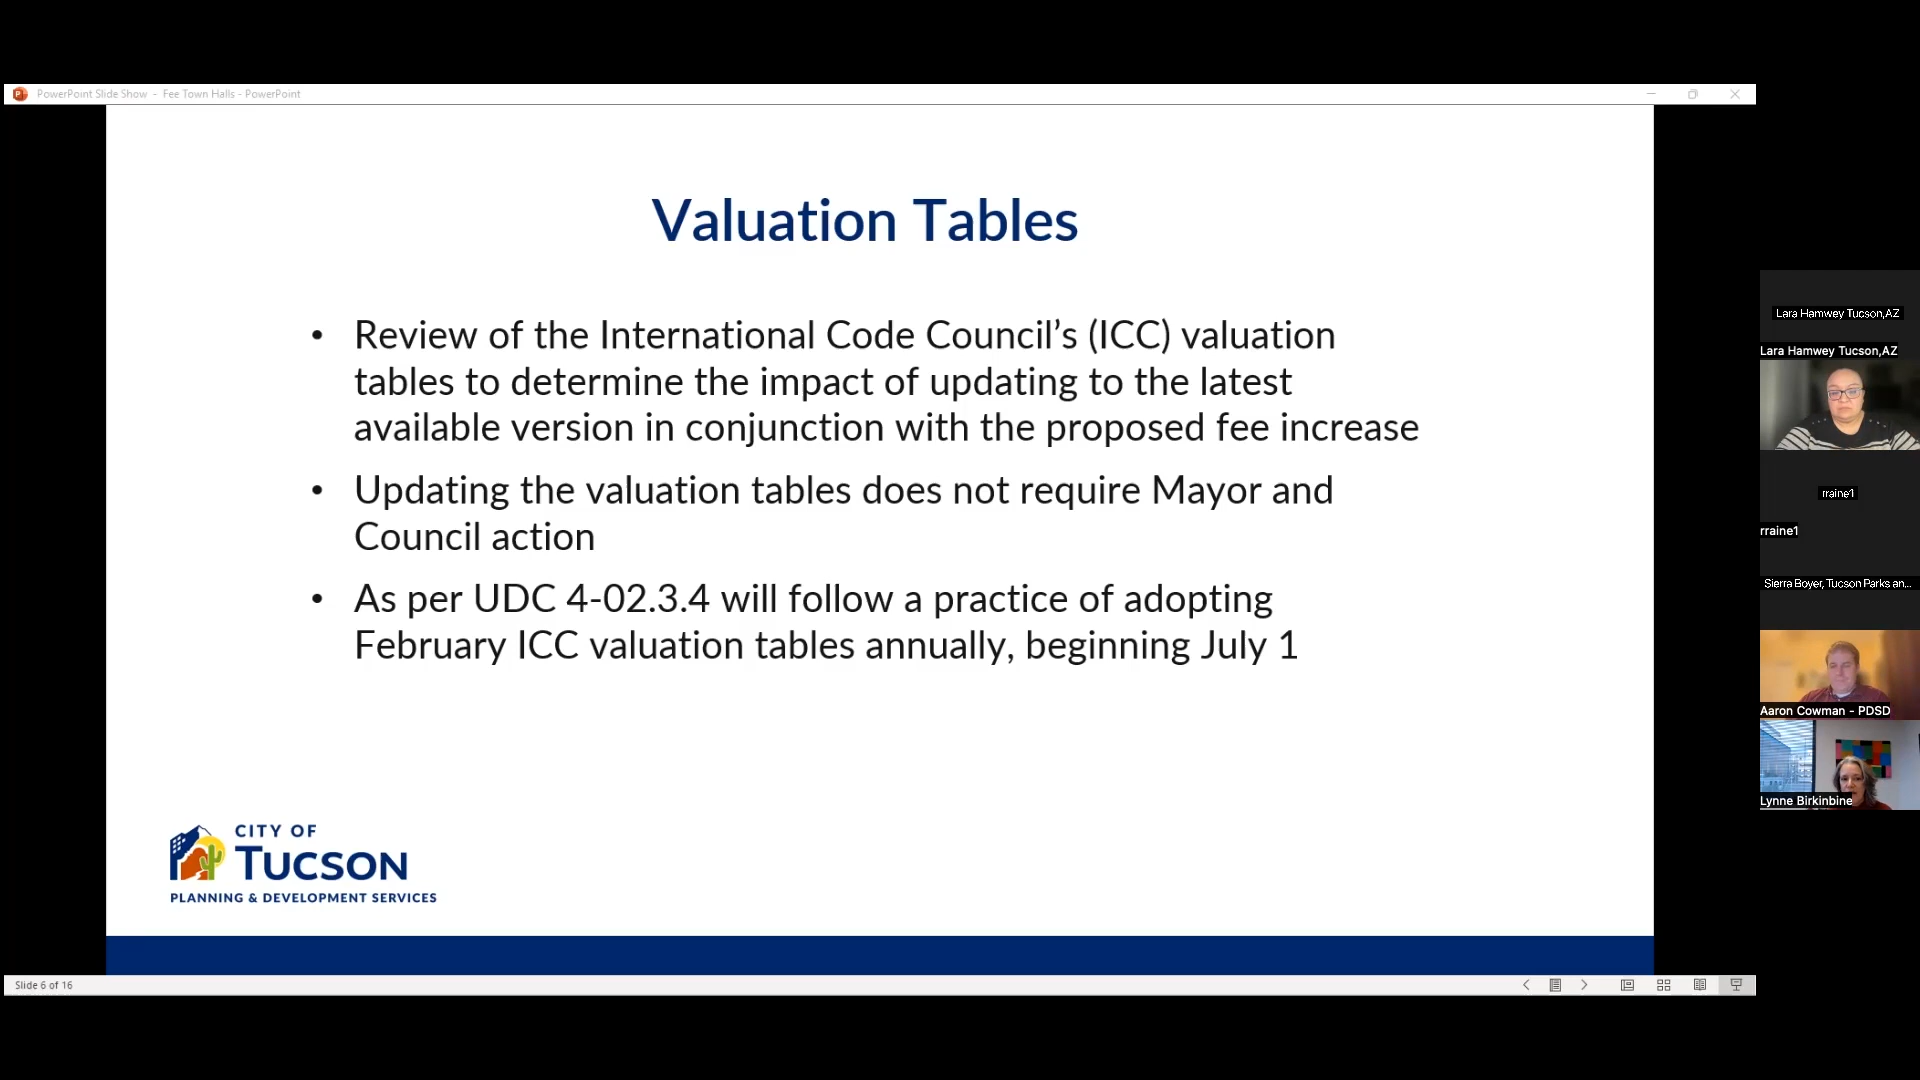 PowerPoint Slide Show - Fee Town Halls - PowerPoint
Valuation Tables
• Review of the International Code Council’s (ICC) valuation
tables to determine the impact of updating to the latest
available version in conjunction with the proposed fee increase
• Updating the valuation tables does not require Mayor and
Council action
• As per UDC 4-02.3.4 will follow a practice of adopting
February ICC valuation tables annually, beginning July 1
CITY OF
TUCSON
PLANNING & DEVELOPMENT SERVICES
Slide 6 of 16
Lara Hamwey Tucson,AZ
Lara Hamwey Tucson,AZ
rraine1
rraine1
Sierra Boyer, Tucson Parks an...
Aaron Cowman - PDSD
Lynne Birkinbine